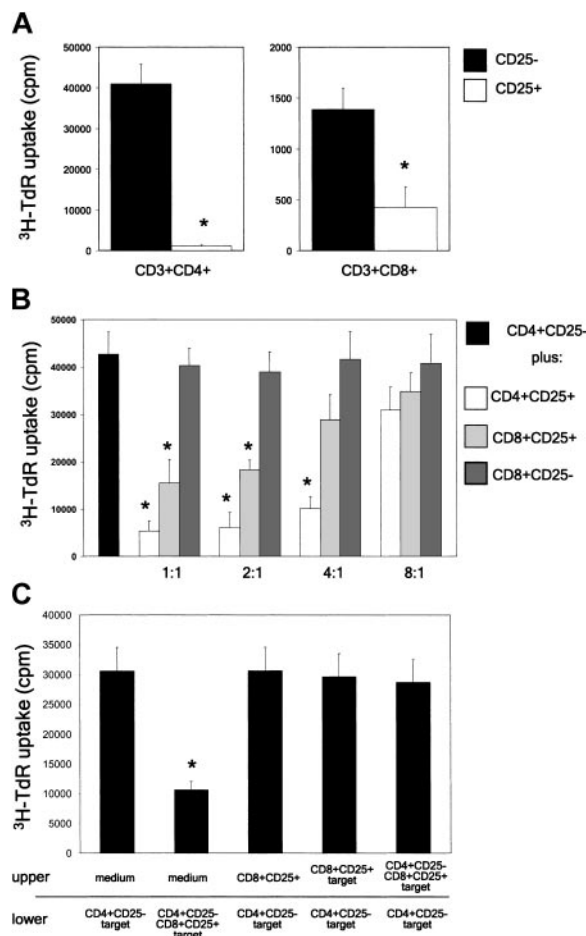 A
³H-TdR uptake (cpm)
50000
40000
30000
20000
10000
0
*
CD3+CD4+
2000
1500
1000
500
0
*
CD3+CD8+
CD25-
CD25+
B
³H-TdR uptake (cpm)
50000
40000
30000
20000
10000
0
* * * * *
1:1 2:1 4:1 8:1
CD4+CD25-
plus:
CD4+CD25+
CD8+CD25+
CD8+CD25-
C
³H-TdR uptake (cpm)
40000
35000
30000
25000
20000
15000
10000
5000
0
*
upper
medium
medium
CD8+CD25+
CD8+CD25+
target
CD4+CD25-
CD8+CD25+
target
lower
CD4+CD25-
target
CD4+CD25-
CD8+CD25+
target
CD4+CD25-
target
CD4+CD25-
target
CD4+CD25-
target